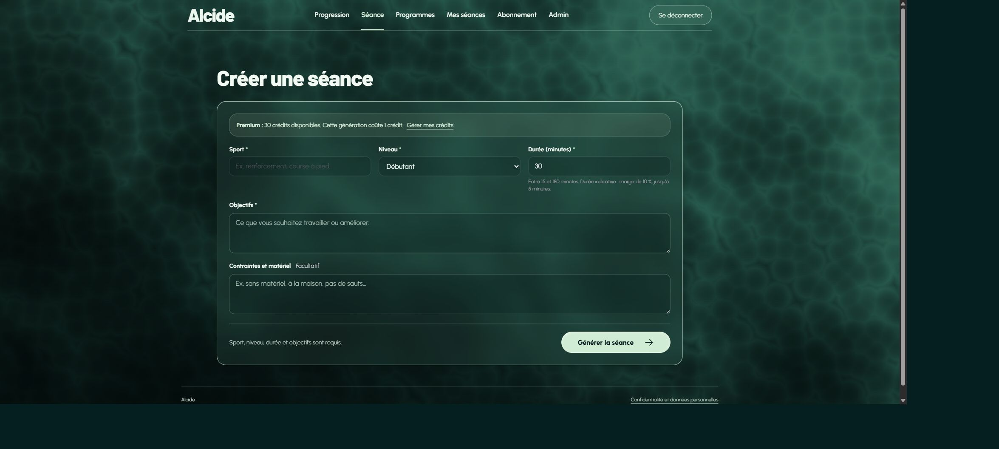 Alcide
Progression
Séance
Programmes
Mes séances
Abonnement
Admin
Se déconnecter
Créer une séance
Premium : 30 crédits disponibles. Cette génération coûte 1 crédit. Gérer mes crédits
Sport *
Niveau *
Durée (minutes) *
Ex. renforcement, course à pied...
Débutant
30
Entre 15 et 180 minutes. Durée indicative : marge de 10 %, jusqu'à
5 minutes.
Objectifs *
Ce que vous souhaitez travailler ou améliorer.
Contraintes et matériel Facultatif
Ex. sans matériel, à la maison, pas de sauts...
Sport, niveau, durée et objectifs sont requis.
Générer la séance →
Alcide
Confidentialité et données personnelles